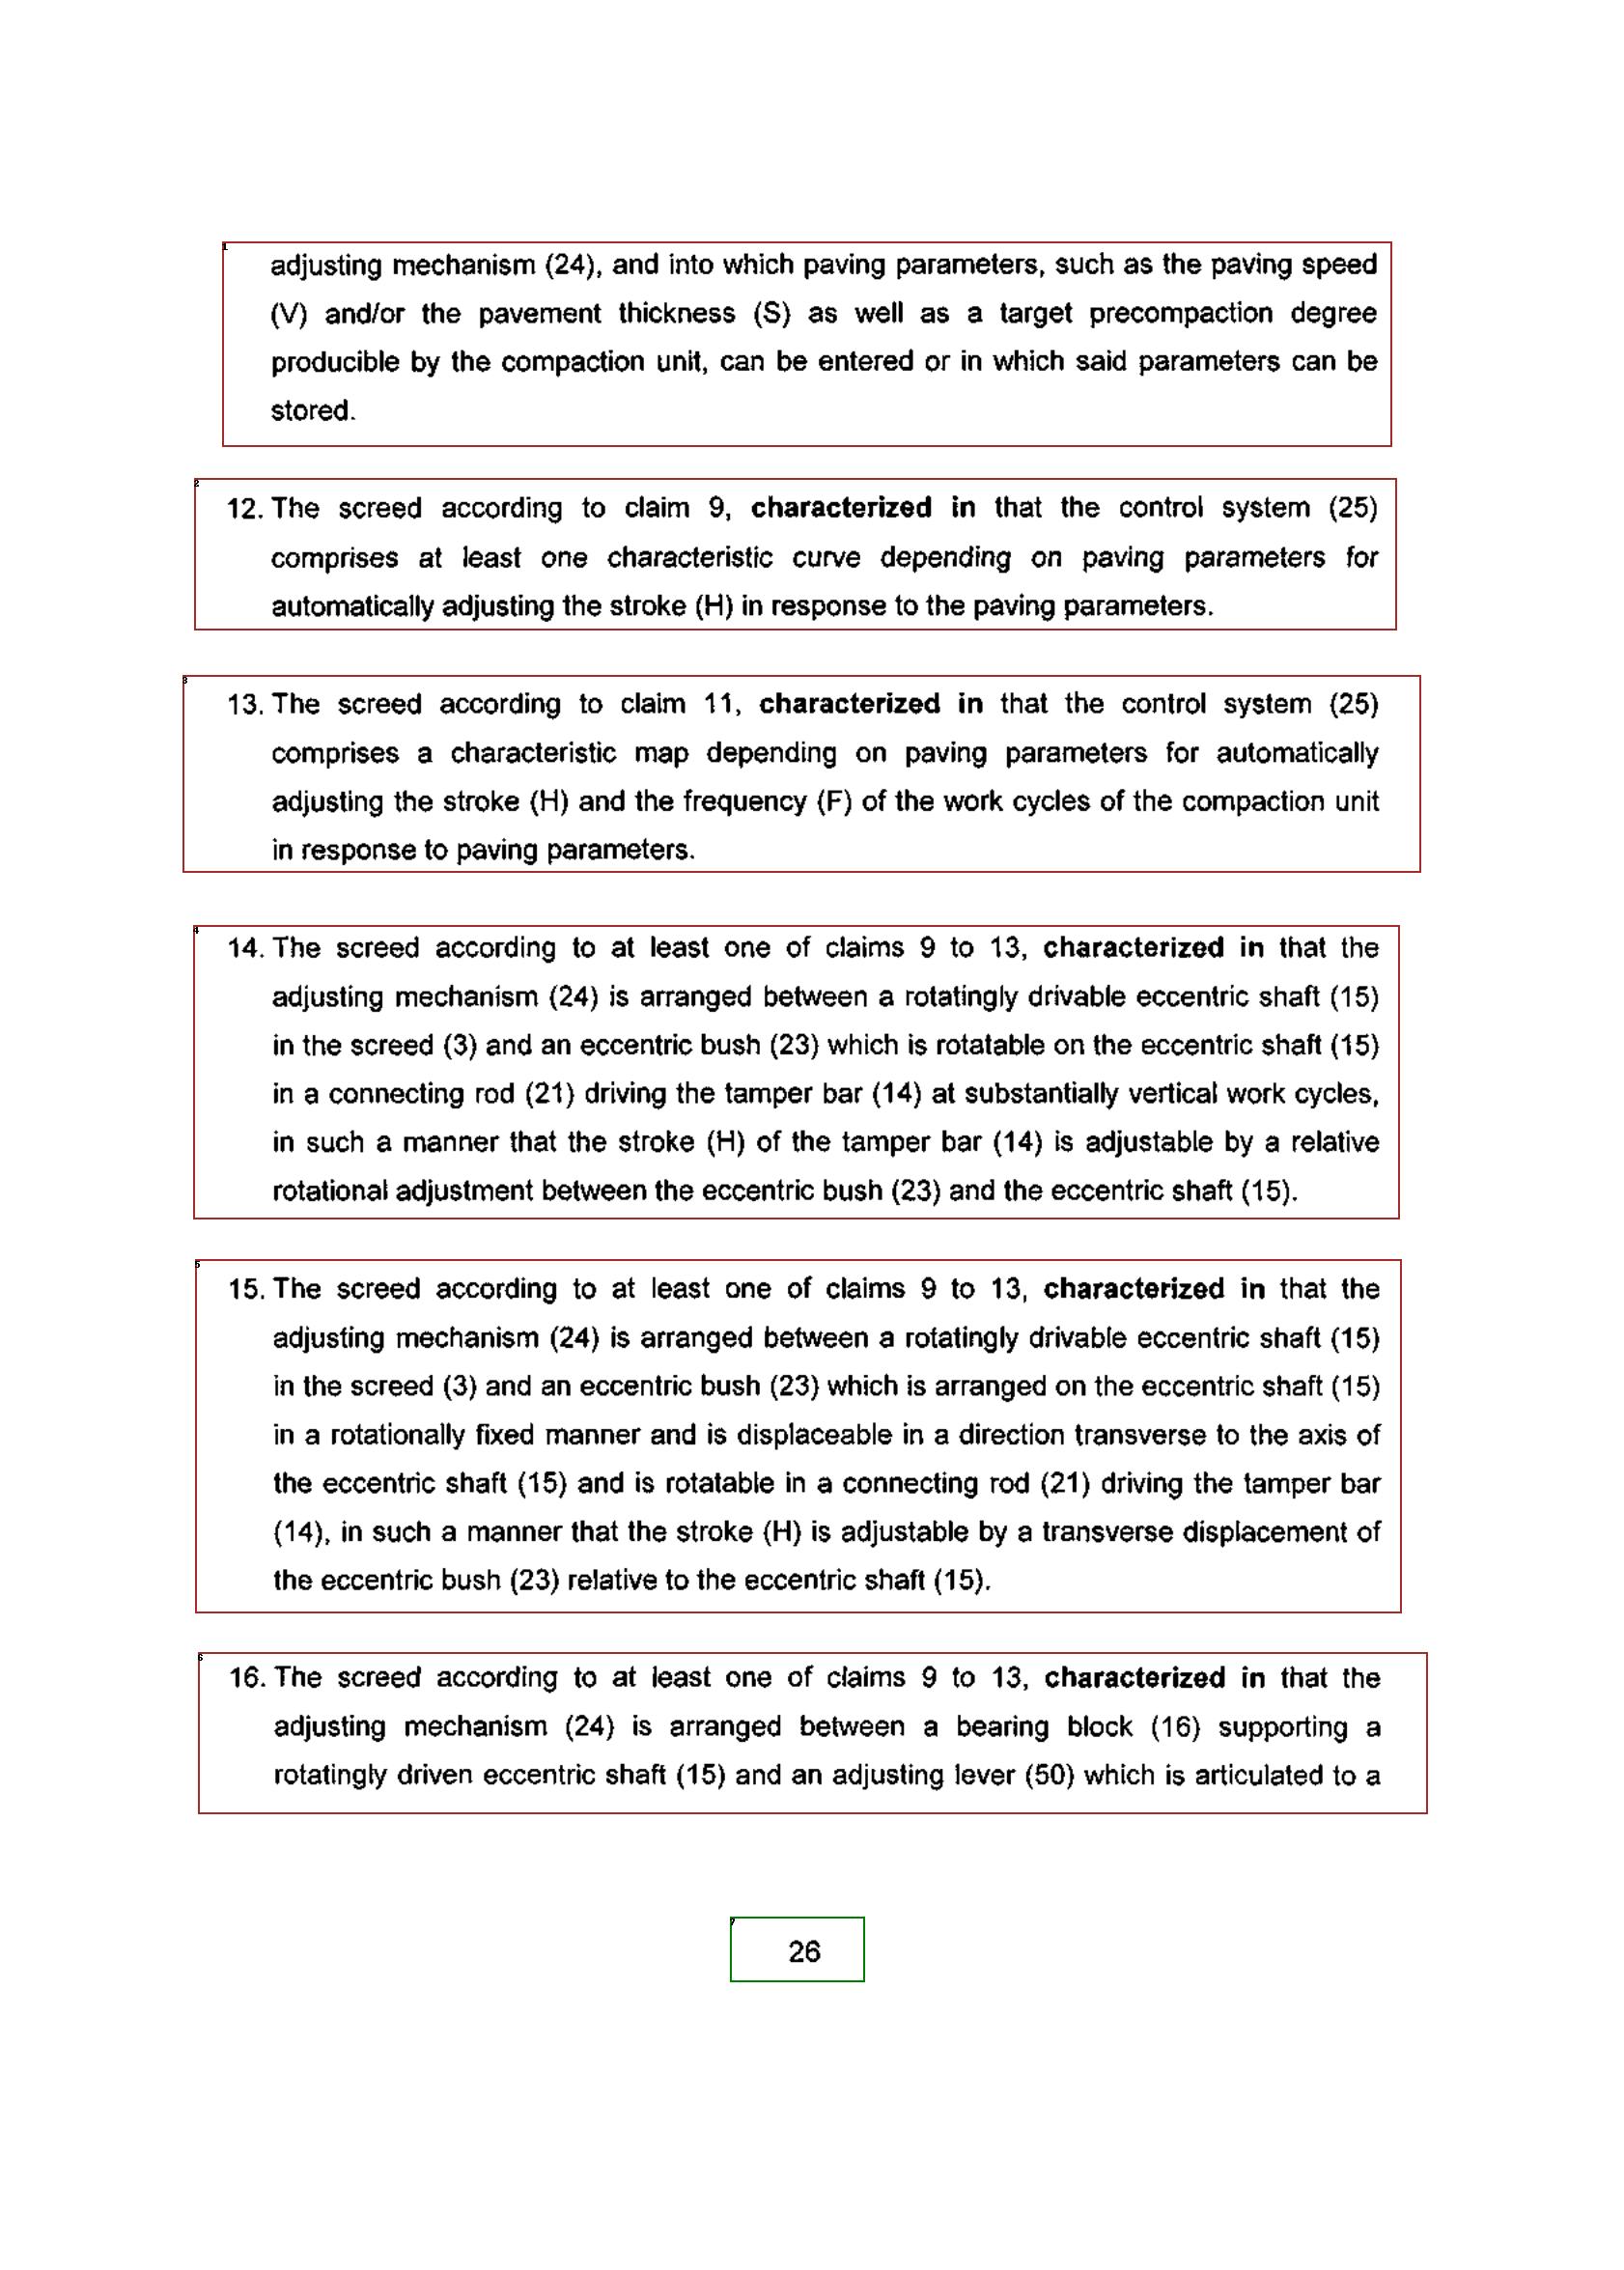 adjusting mechanism (24), and into which paving parameters, such as the paving speed
(V) and/or the pavement thickness (S) as well as a target precompaction degree
producible by the compaction unit, can be entered or in which said parameters can be
stored.
12. The screed according to claim 9, characterized in that the control system (25)
comprises at least one characteristic curve depending on paving parameters for
automatically adjusting the stroke (H) in response to the paving parameters.
13. The screed according to claim 11, characterized in that the control system (25)
comprises a characteristic map depending on paving parameters for automatically
adjusting the stroke (H) and the frequency (F) of the work cycles of the compaction unit
in response to paving parameters.
14. The screed according to at least one of claims 9 to 13, characterized in that the
adjusting mechanism (24) is arranged between a rotatingly drivable eccentric shaft (15)
in the screed (3) and an eccentric bush (23) which is rotatable on the eccentric shaft (15)
in a connecting rod (21) driving the tamper bar (14) at substantially vertical work cycles,
in such a manner that the stroke (H) of the tamper bar (14) is adjustable by a relative
rotational adjustment between the eccentric bush (23) and the eccentric shaft (15).
15. The screed according to at least one of claims 9 to 13, characterized in that the
adjusting mechanism (24) is arranged between a rotatingly drivable eccentric shaft (15)
in the screed (3) and an eccentric bush (23) which is arranged on the eccentric shaft (15)
in a rotationally fixed manner and is displaceable in a direction transverse to the axis of
the eccentric shaft (15) and is rotatable in a connecting rod (21) driving the tamper bar
(14), in such a manner that the stroke (H) is adjustable by a transverse displacement of
the eccentric bush (23) relative to the eccentric shaft (15).
16. The screed according to at least one of claims 9 to 13, characterized in that the
adjusting mechanism (24) is arranged between a bearing block (16) supporting a
rotatingly driven eccentric shaft (15) and an adjusting lever (50) which is articulated to a
26